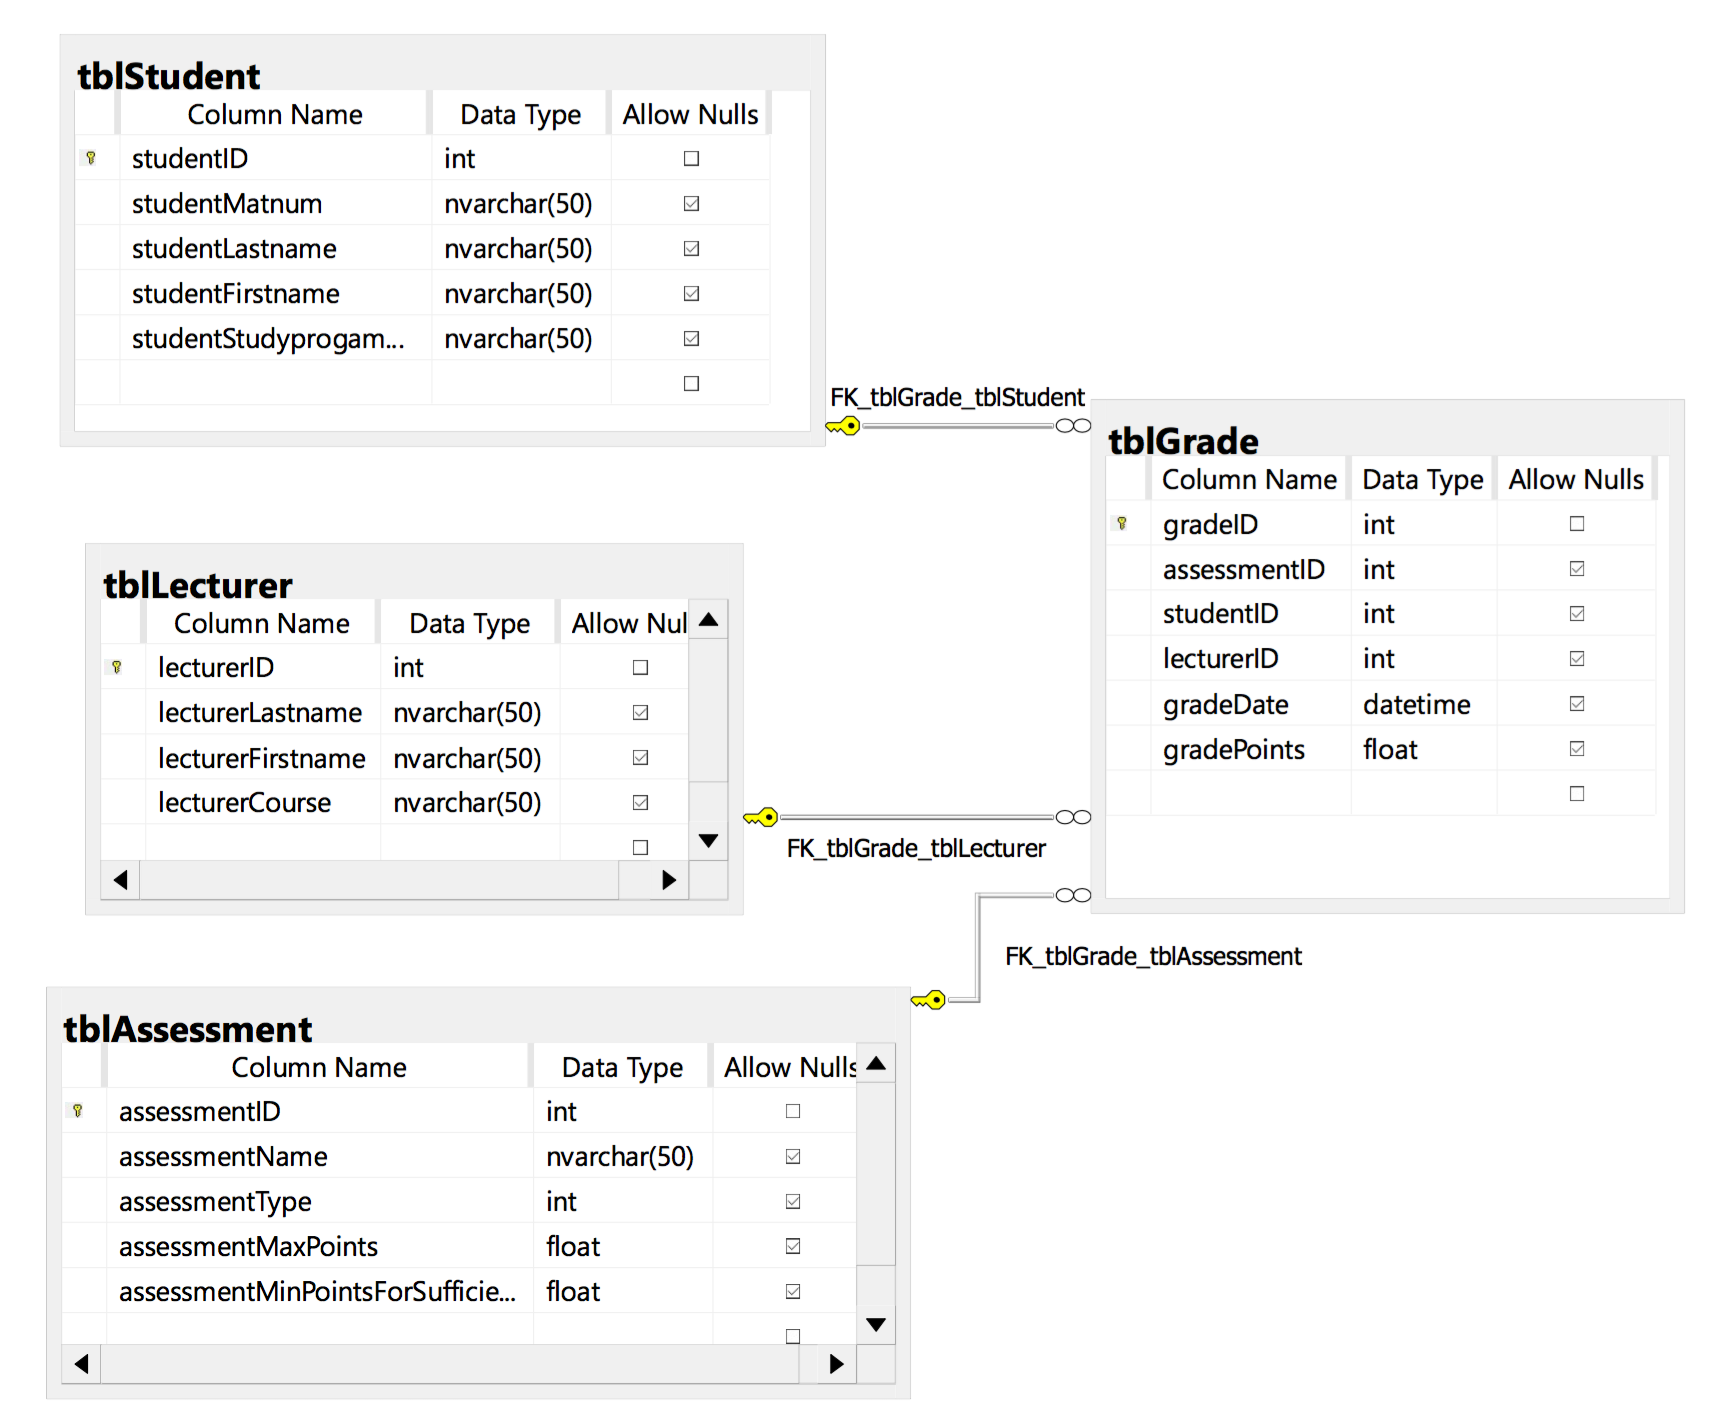 tblStudent
Column Name Data Type Allow Nulls
studentID int
studentMatnum nvarchar(50)
studentLastname nvarchar(50)
studentFirstname nvarchar(50)
studentStudyprogam... nvarchar(50)
FK_tblGrade_tblStudent
tblGrade
Column Name Data Type Allow Nulls
gradeID int
assessmentID int
studentID int
lecturerID int
gradeDate datetime
gradePoints float
tblLecturer
Column Name Data Type Allow Nul
lecturerID int
lecturerLastname nvarchar(50)
lecturerFirstname nvarchar(50)
lecturerCourse nvarchar(50)
FK_tblGrade_tblLecturer
FK_tblGrade_tblAssessment
tblAssessment
Column Name Data Type Allow Nulls
assessmentID int
assessmentName nvarchar(50)
assessmentType int
assessmentMaxPoints float
assessmentMinPointsForSufficie... float